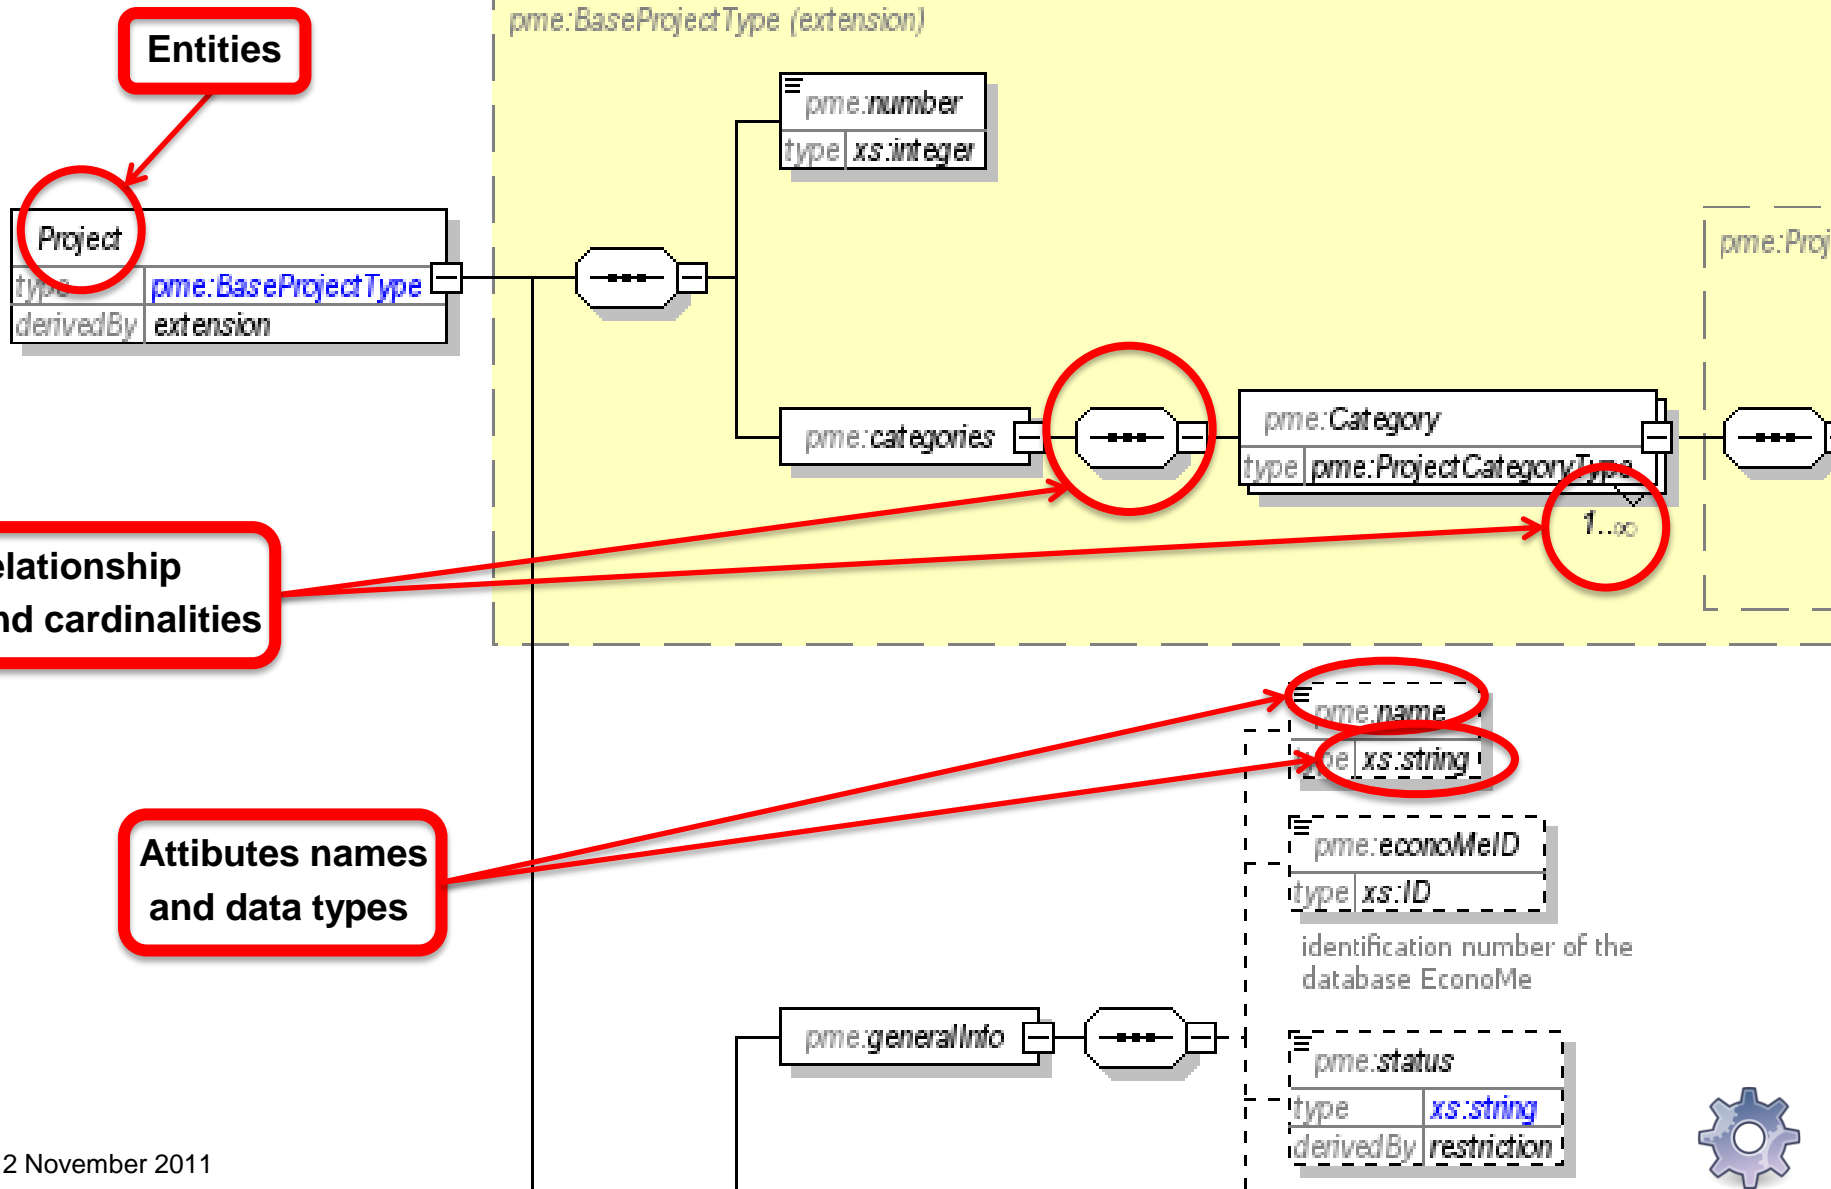 pme:BaseProjectType (extension)
Entities
pme:number
type xs:integer
Project
type pme:BaseProjectType
derivedBy extension
pme:Proj
pme:categories
pme:Category
type pme:ProjectCategoryType
1..∞
elationship
nd cardinalities
pme:name
type xs:string
Attibutes names
and data types
pme:econoMeID
type xs:ID
identification number of the
database EconoMe
pme:generalInfo
pme:status
type xs:string
derivedBy restriction
2 November 2011